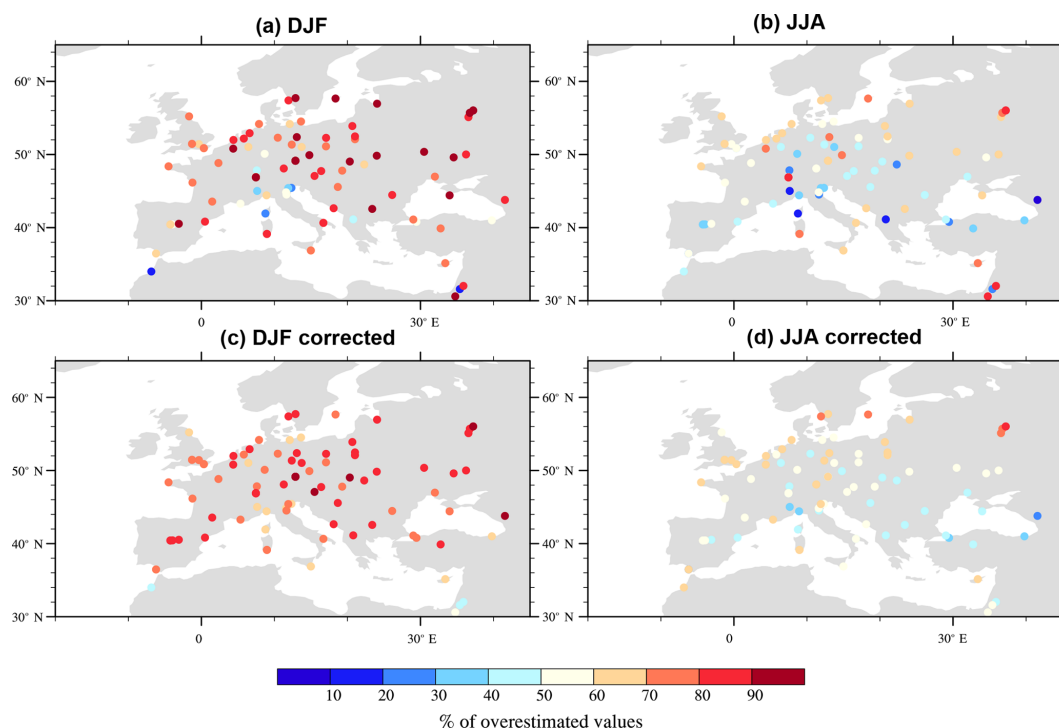 (a) DJF
(b) JJA
60° N
50° N
40° N
30° N
0
30° E
60° N
50° N
40° N
30° N
0
30° E
(c) DJF corrected
(d) JJA corrected
60° N
50° N
40° N
30° N
0
30° E
60° N
50° N
40° N
30° N
0
30° E
10 20 30 40 50 60 70 80 90
% of overestimated values